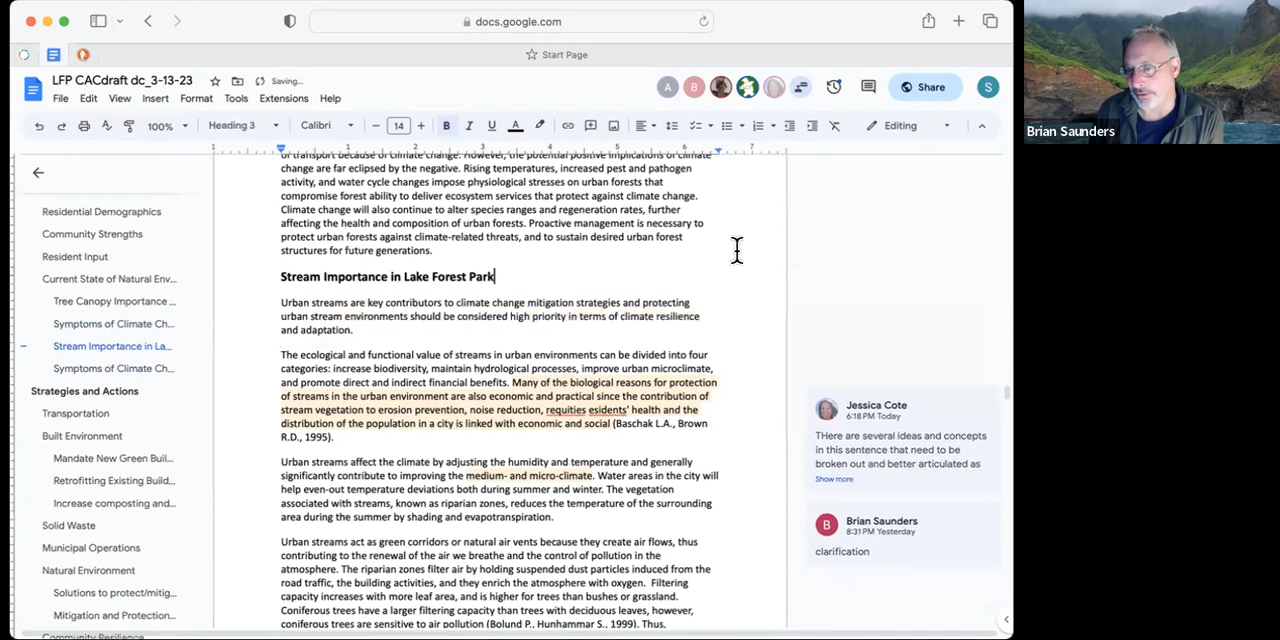 docs.google.com
Start Page
LFP CACdraft dc_3-13-23
Saving...
File Edit View Insert Format Tools Extensions Help
A B
Share
S
100% Heading 3 Calibri 14 B I U A Editing
1 1 2 3 4 5 6 7
Residential Demographics
Community Strengths
Resident Input
Current State of Natural Env...
Tree Canopy Importance ...
Symptoms of Climate Ch...
Stream Importance in La...
Symptoms of Climate Ch...
Strategies and Actions
Transportation
Built Environment
Mandate New Green Buil...
Retrofitting Existing Build...
Increase composting and...
Solid Waste
Municipal Operations
Natural Environment
Solutions to protect/mitig...
Mitigation and Protection...
Community Resilience
of transport because of climate change. However, the potential positive implications of climate
change are far eclipsed by the negative. Rising temperatures, increased pest and pathogen
activity, and water cycle changes impose physiological stresses on urban forests that
compromise forest ability to deliver ecosystem services that protect against climate change.
Climate change will also continue to alter species ranges and regeneration rates, further
affecting the health and composition of urban forests. Proactive management is necessary to
protect urban forests against climate-related threats, and to sustain desired urban forest
structures for future generations.
Stream Importance in Lake Forest Park
Urban streams are key contributors to climate change mitigation strategies and protecting
urban stream environments should be considered high priority in terms of climate resilience
and adaptation.
The ecological and functional value of streams in urban environments can be divided into four
categories: increase biodiversity, maintain hydrological processes, improve urban microclimate,
and promote direct and indirect financial benefits. Many of the biological reasons for protection
of streams in the urban environment are also economic and practical since the contribution of
stream vegetation to erosion prevention, noise reduction, requities esidents' health and the
distribution of the population in a city is linked with economic and social (Baschak L.A., Brown
R.D., 1995).
Urban streams affect the climate by adjusting the humidity and temperature and generally
significantly contribute to improving the medium- and micro-climate. Water areas in the city will
help even-out temperature deviations both during summer and winter. The vegetation
associated with streams, known as riparian zones, reduces the temperature of the surrounding
area during the summer by shading and evapotranspiration.
Urban streams act as green corridors or natural air vents because they create air flows, thus
contributing to the renewal of the air we breathe and the control of pollution in the
atmosphere. The riparian zones filter air by holding suspended dust particles induced from the
road traffic, the building activities, and they enrich the atmosphere with oxygen. Filtering
capacity increases with more leaf area, and is higher for trees than bushes or grassland.
Coniferous trees have a larger filtering capacity than trees with deciduous leaves, however,
coniferous trees are sensitive to air pollution (Bolund P., Hunhammar S., 1999). Thus,
Jessica Cote
6:18 PM Today
THere are several ideas and concepts
in this sentence that need to be
broken out and better articulated as
Show more
B
Brian Saunders
8:31 PM Yesterday
clarification
Brian Saunders